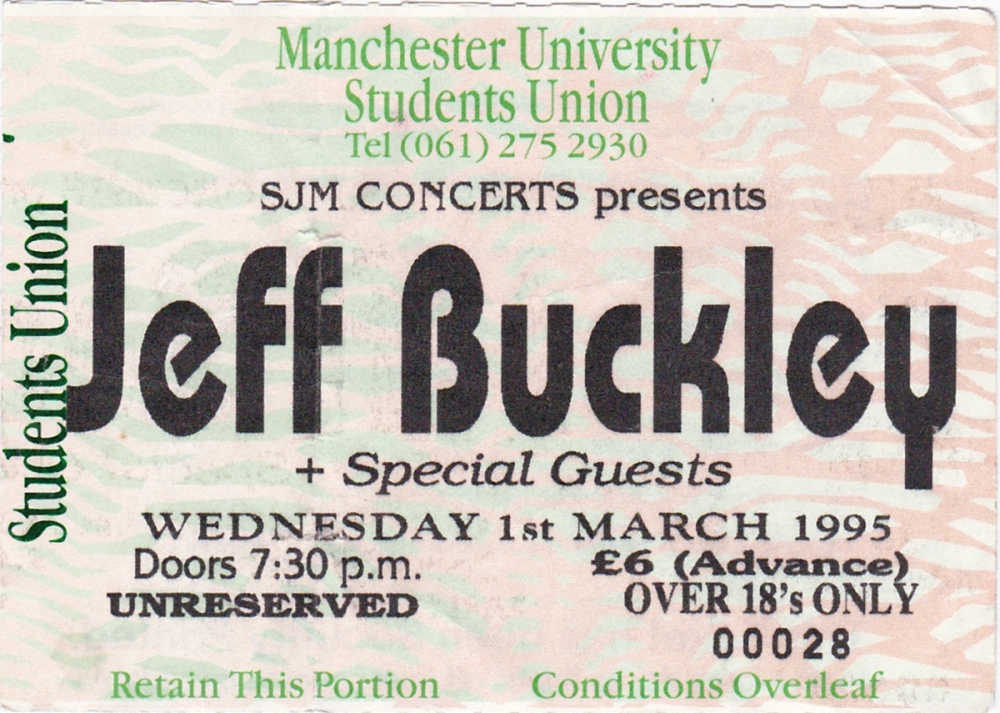 Manchester University
Students Union
Tel (061) 275 2930
SJM CONCERTS presents
Jeff Buckley
+ Special Guests
WEDNESDAY 1st MARCH 1995
Doors 7:30 p.m.
£6 (Advance)
UNRESERVED
OVER 18's ONLY
00028
Retain This Portion
Conditions Overleaf
Students Union